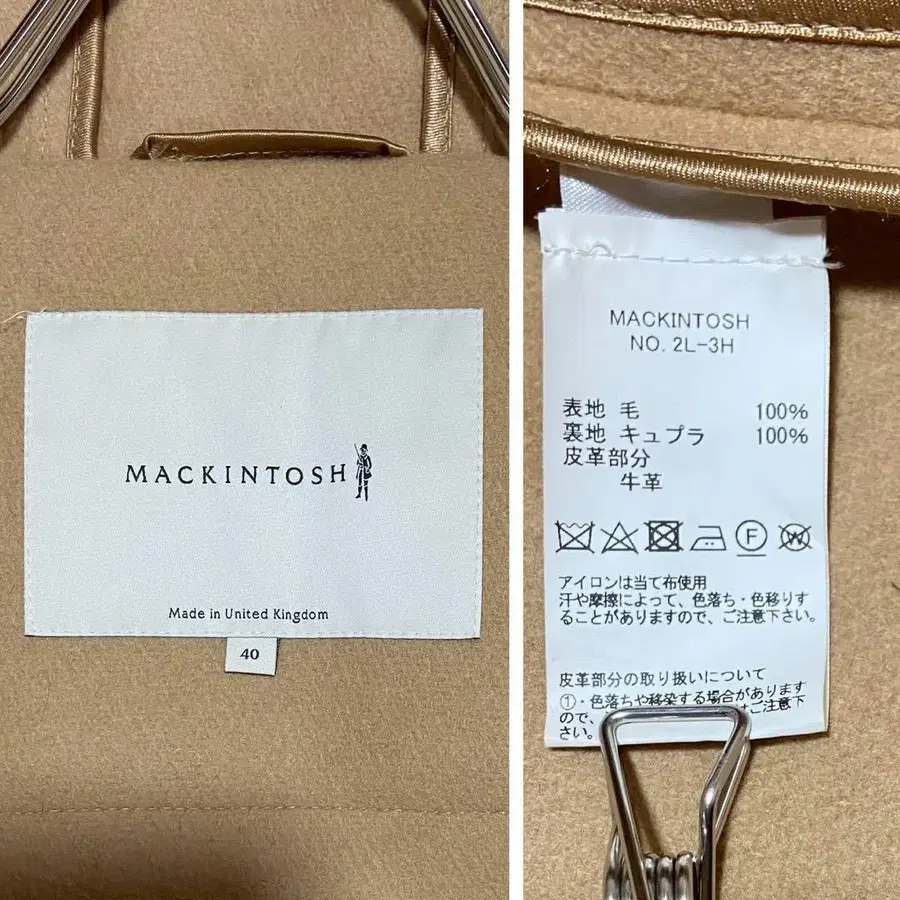 MACKINTOSH
Made in United Kingdom
40
MACKINTOSH
NO. 2L-3H
表地 毛 100%
裏地 キュプラ 100%
皮革部分
牛革
F
W
アイロンは当て布使用
汗や摩擦によって、色落ち・色移りす
ることがありますので、ご注意下さい。
皮革部分の取り扱いについて
①・色落ちや移染する場合があります
ので、 ご注意下
さい。